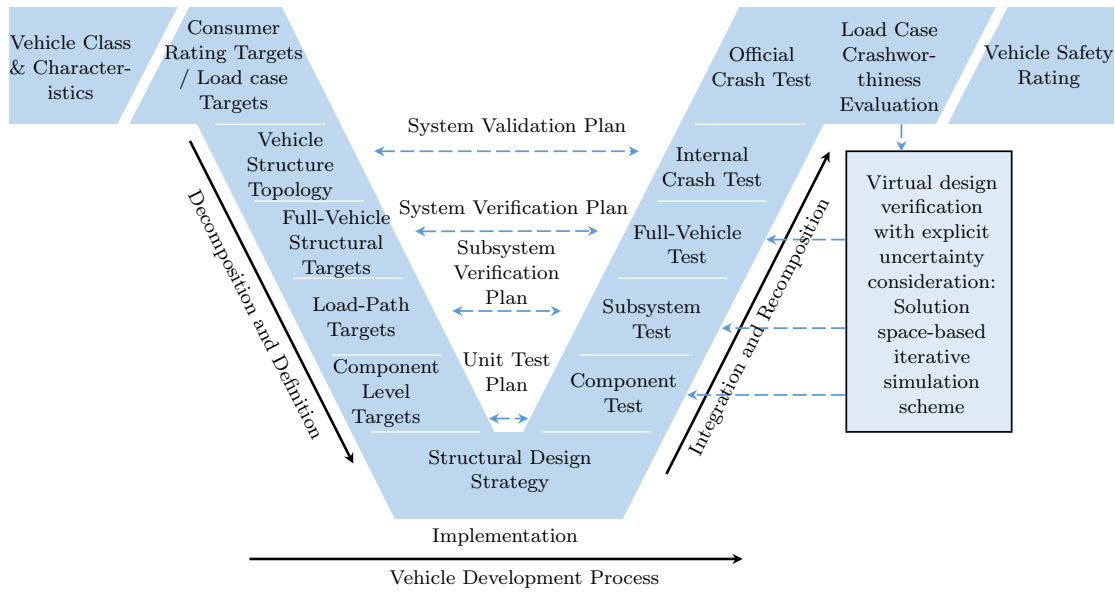 Vehicle Class
& Character-
istics
Consumer
Rating Targets
/ Load case
Targets
Official
Crash Test
Load Case
Crashwor-
thiness
Evaluation
Vehicle Safety
Rating
System Validation Plan
Vehicle
Structure
Topology
Internal
Crash Test
System Verification Plan
Full-Vehicle
Structural
Targets
Full-Vehicle
Test
Subsystem
Verification
Plan
Load-Path
Targets
Subsystem
Test
Unit Test
Plan
Component
Level
Targets
Component
Test
Structural Design
Strategy
Decomposition and Definition
Integration and Recomposition
Virtual design
verification
with explicit
uncertainty
consideration:
Solution
space-based
iterative
simulation
scheme
Implementation
Vehicle Development Process